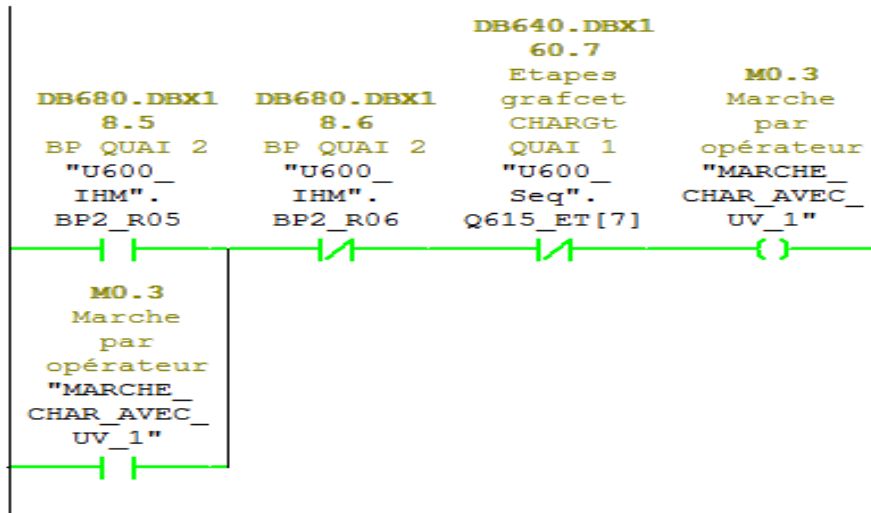 DB640.DBX1
60.7
Etapes
grafcet
CHARGt
QUAI 1
"U600_
Seq".
Q615_ET[7]
DB680.DBX1
8.5
BP QUAI 2
"U600_
IHM".
BP2_R05
DB680.DBX1
8.6
BP QUAI 2
"U600_
IHM".
BP2_R06
M0.3
Marche
par
opérateur
"MARCHE_
CHAR_AVEC_
UV_1"
M0.3
Marche
par
opérateur
"MARCHE_
CHAR_AVEC_
UV_1"